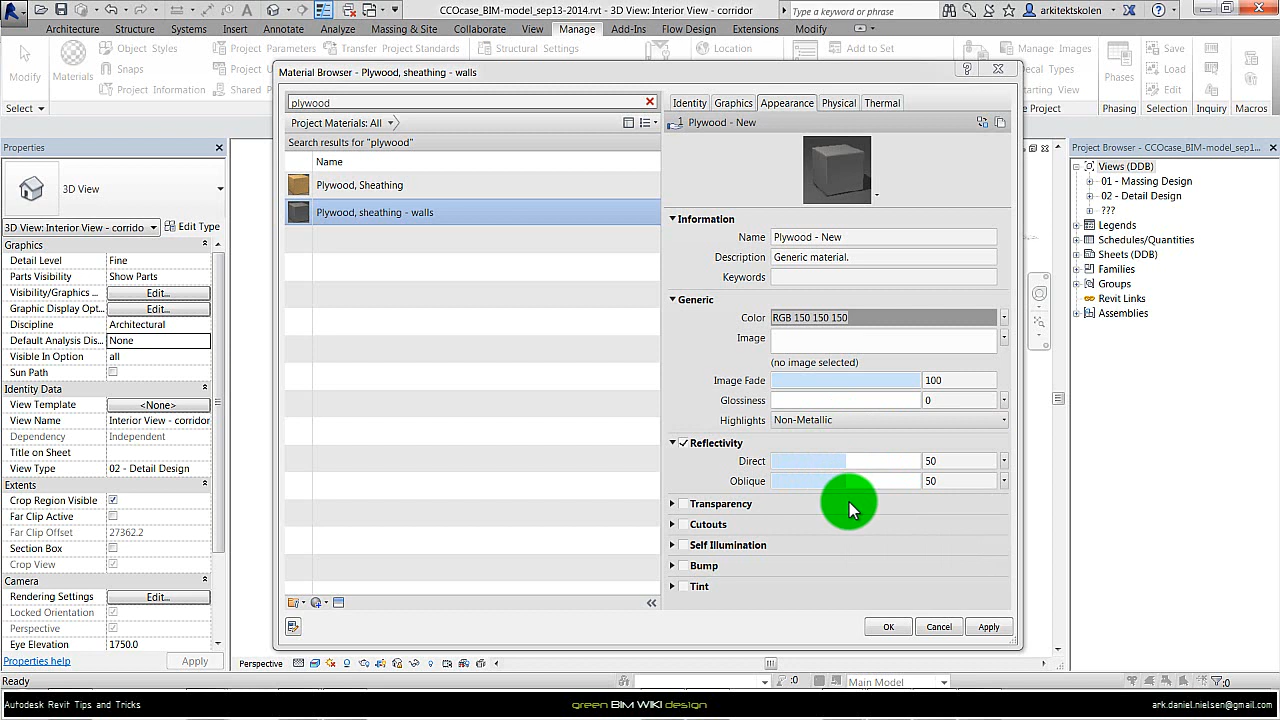 CCOcase_BIM-model_sep13-2014.rvt - 3D View: Interior View - corridor
Type a keyword or phrase
arkitektskolen
Architecture Structure Systems Insert Annotate Analyze Massing & Site Collaborate View Manage Add-Ins Flow Design Extensions Modify
Modify
Materials
Object Styles
Snaps
Project Information
Project Parameters
Project U
Shared P
Transfer Project Standards
Structural Settings
Location
Add to Set
Manage Images
Decal Types
Starting View
Phases
Save
Load
Edit
Select
e Project
Phasing
Selection
Inquiry
Macros
Material Browser - Plywood, sheathing - walls
plywood
Project Materials: All
Search results for "plywood"
Name
Plywood, Sheathing
Plywood, sheathing - walls
Identity Graphics Appearance Physical Thermal
1 Plywood - New
Information
Name Plywood - New
Description Generic material.
Keywords
Generic
Color RGB 150 150 150
Image
(no image selected)
Image Fade 100
Glossiness 0
Highlights Non-Metallic
Reflectivity
Direct 50
Oblique 50
Transparency
Cutouts
Self Illumination
Bump
Tint
OK Cancel Apply
Properties
3D View
3D View: Interior View - corrido
Edit Type
Graphics
Detail Level Fine
Parts Visibility Show Parts
Visibility/Graphics ... Edit...
Graphic Display Opt... Edit...
Discipline Architectural
Default Analysis Dis... None
Visible In Option all
Sun Path
Identity Data
View Template <None>
View Name Interior View - corridor
Dependency Independent
Title on Sheet
View Type 02 - Detail Design
Extents
Crop Region Visible
Far Clip Active
Far Clip Offset 27362.2
Section Box
Crop View
Camera
Rendering Settings Edit...
Locked Orientation
Perspective
Eye Elevation 1750.0
Properties help
Apply
Project Browser - CCOcase_BIM-model_sep1...
Views (DDB)
01 - Massing Design
02 - Detail Design
???
Legends
Schedules/Quantities
Sheets (DDB)
Families
Groups
Revit Links
Assemblies
Perspective
Ready
:0
Main Model
:0
Autodesk Revit Tips and Tricks
green BIM WIKI design
ark.daniel.nielsen@gmail.com